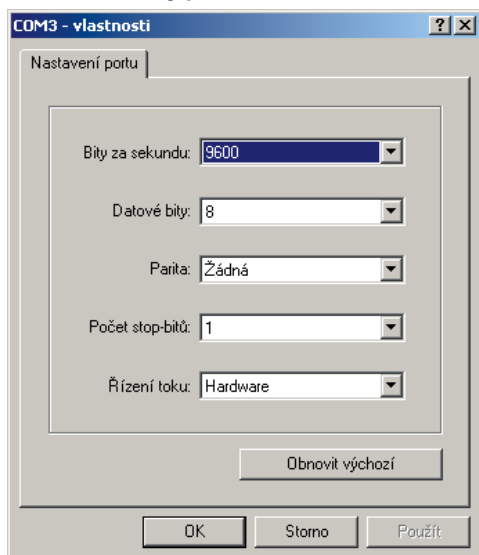 COM3 - vlastnosti
Nastavení portu
Bity za sekundu: 9600
Datové bity: 8
Parita: Žádná
Počet stop-bitů: 1
Řízení toku: Hardware
Obnovit výchozí
OK Storno Použít